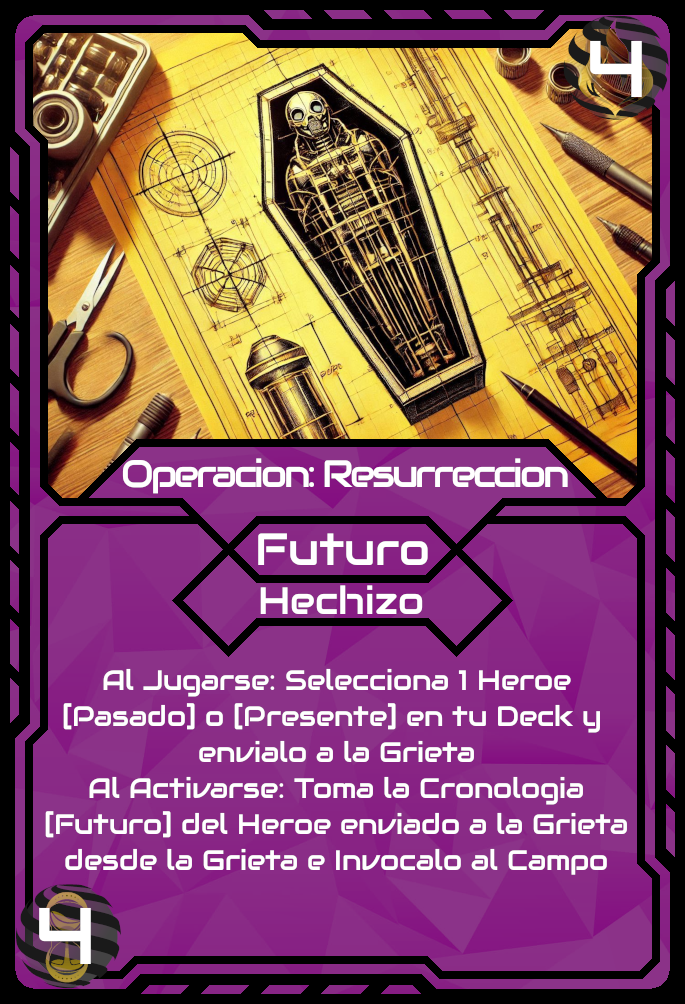 4
Operacion: Resurreccion
Futuro
Hechizo
Al Jugarse: Selecciona 1 Heroe
[Pasado] o [Presente] en tu Deck y
envialo a la Grieta
Al Activarse: Toma la Cronologia
[Futuro] del Heroe enviado a la Grieta
desde la Grieta e Invocalo al Campo
4